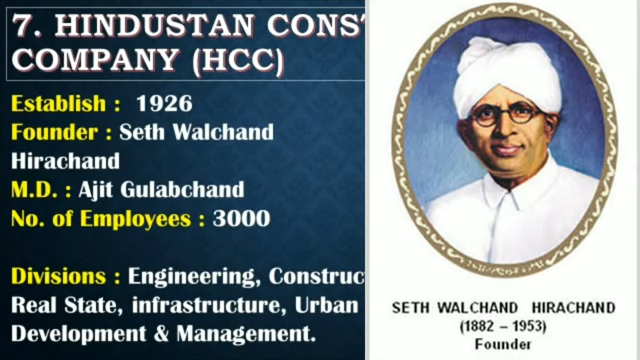 7. HINDUSTAN CONST
COMPANY (HCC)
Establish : 1926
Founder : Seth Walchand
Hirachand
M.D. : Ajit Gulabchand
No. of Employees : 3000
Divisions : Engineering, Construc
Real State, infrastructure, Urban
Development & Management.
SETH WALCHAND HIRACHAND
(1882 – 1953)
Founder